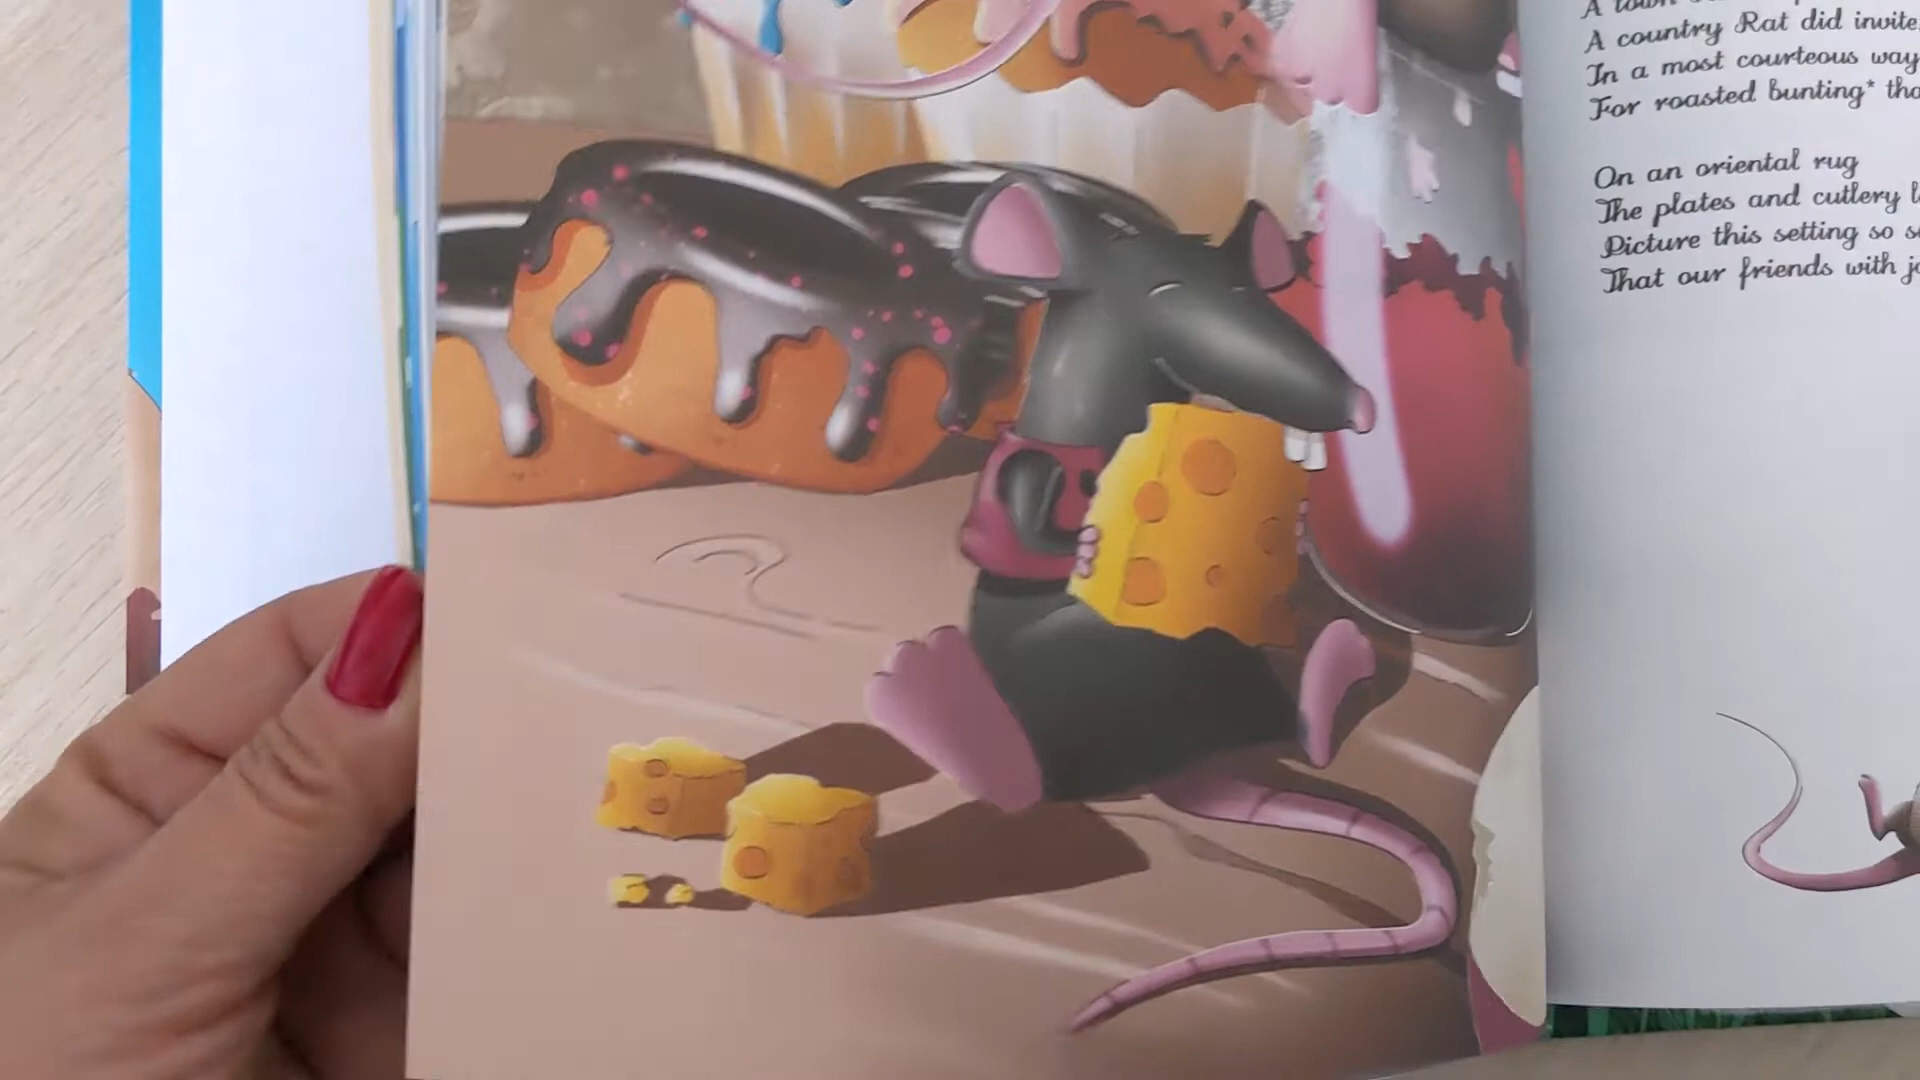 A town
A country Rat did invite,
In a most courteous way
For roasted bunting*
On an oriental rug
The plates and cutlery
Picture this setting so
That our friends with